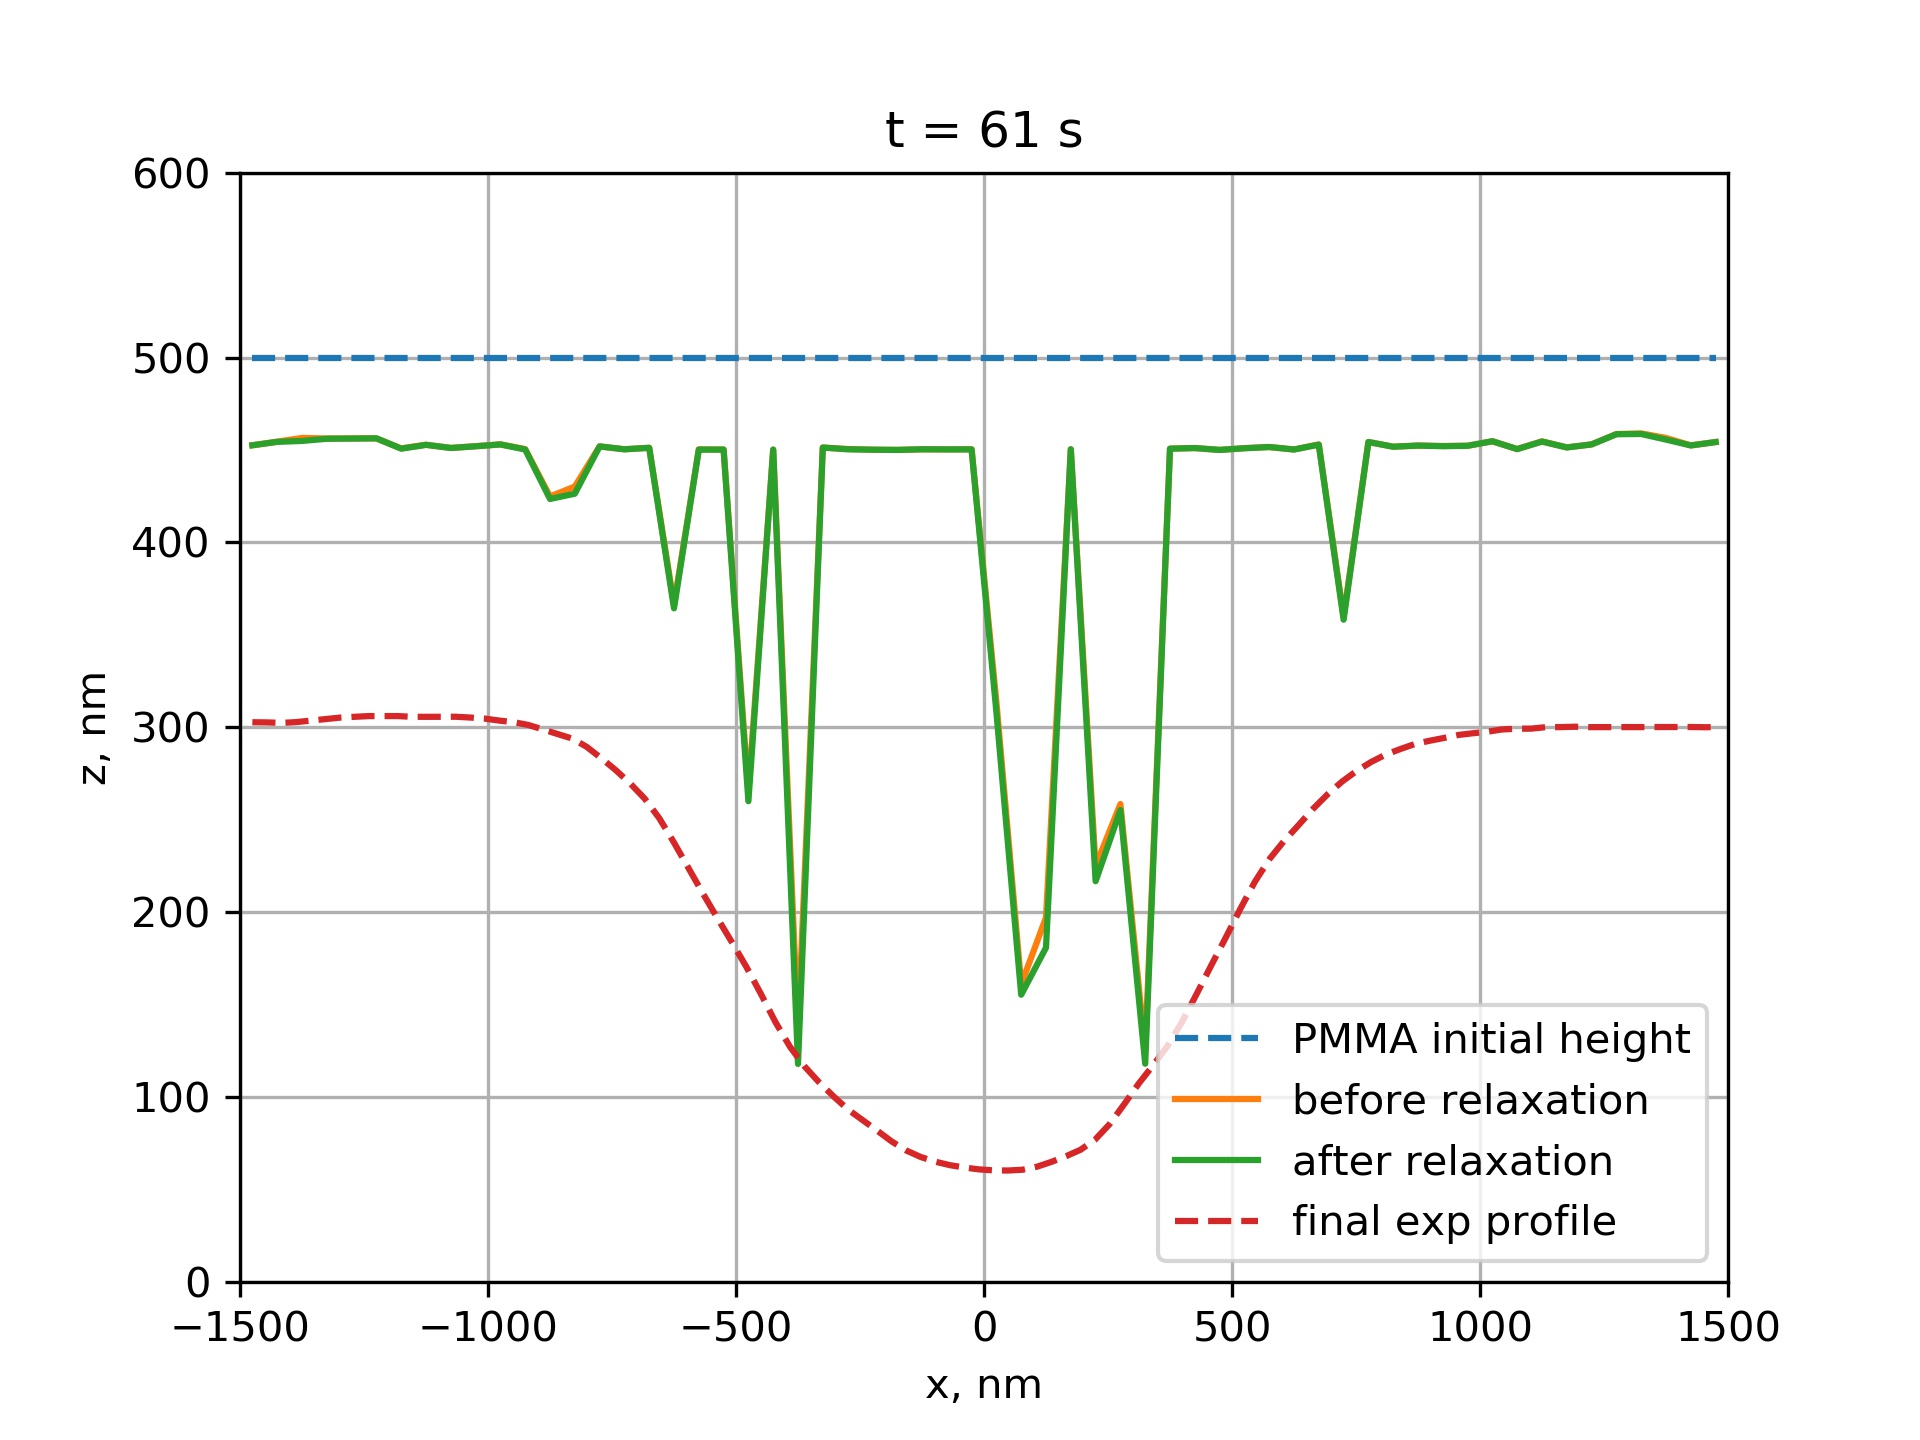 t = 61 s
600
500
400
300
200
100
0
z, nm
−1500 −1000 −500 0 500 1000 1500
x, nm
PMMA initial height
before relaxation
after relaxation
final exp profile